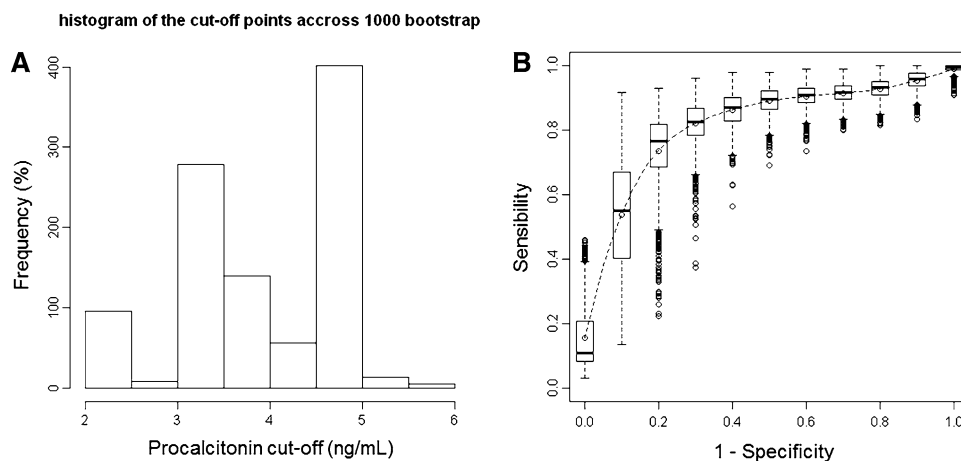 histogram of the cut-off points accross 1000 bootstrap
A
Frequency (%)
400
300
200
100
0
2 3 4 5 6
Procalcitonin cut-off (ng/mL)
B
Sensibility
1.0
0.8
0.6
0.4
0.2
0.0
0.0 0.2 0.4 0.6 0.8 1.0
1 - Specificity